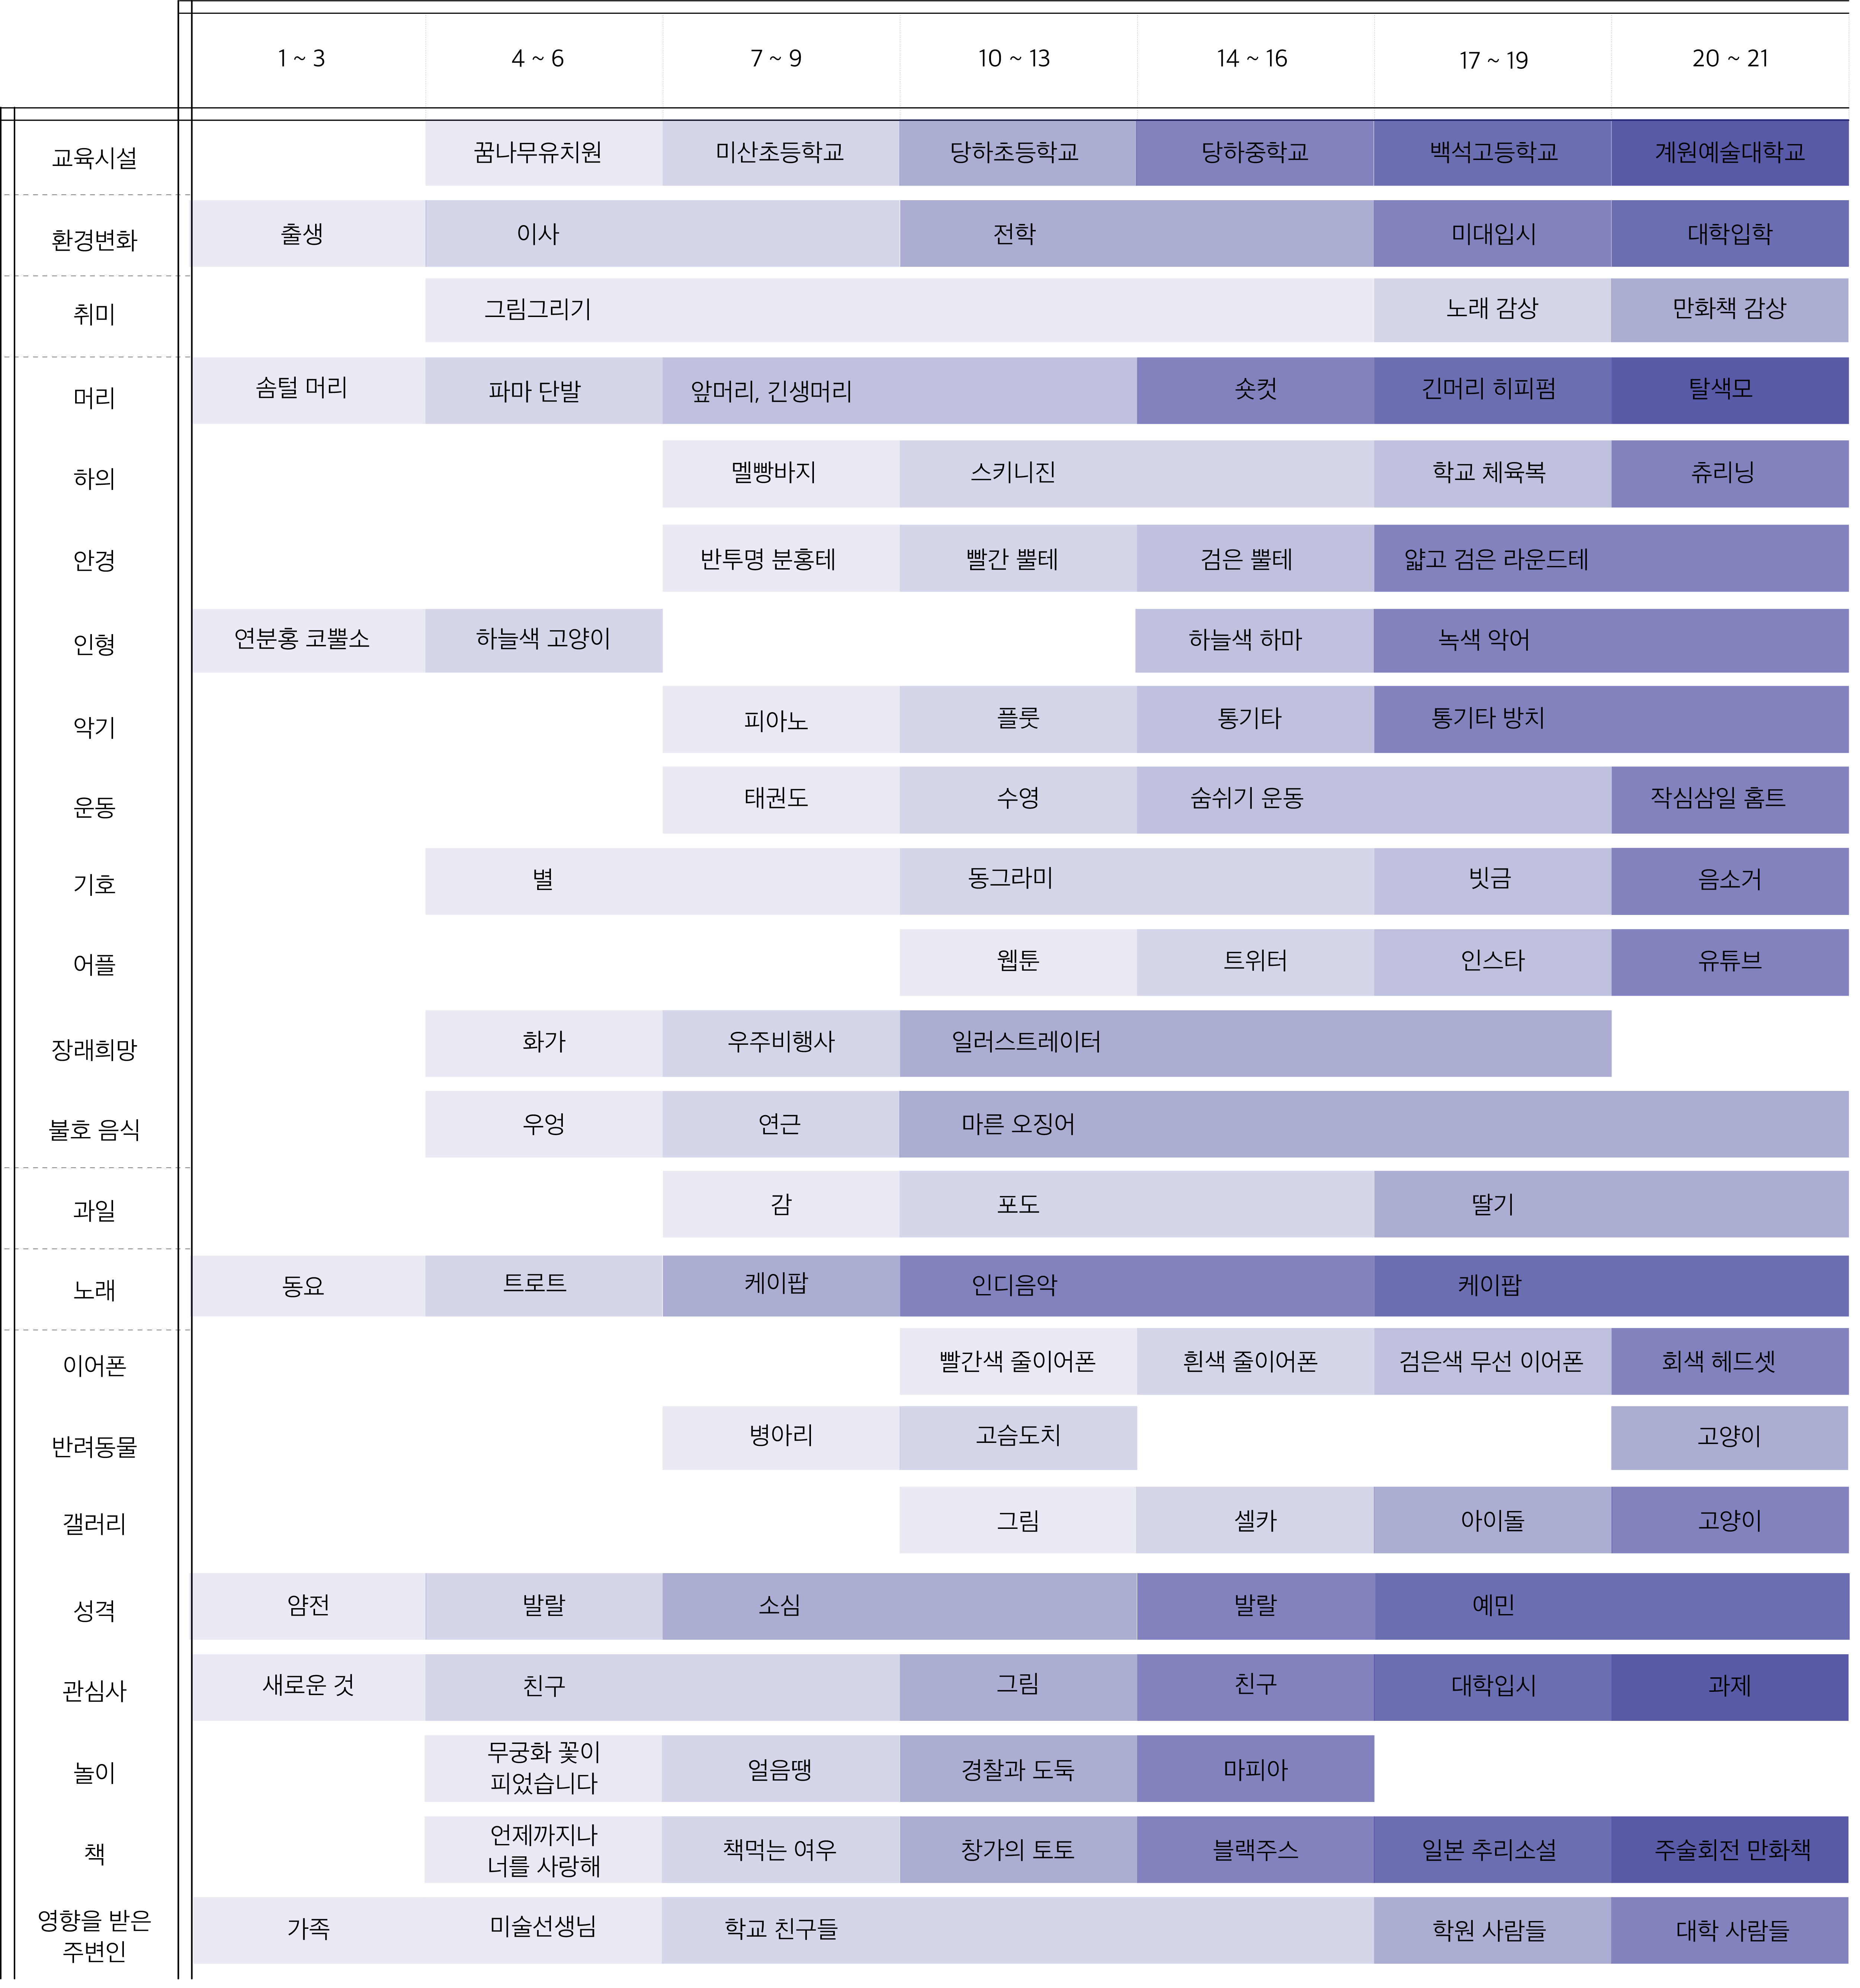 1 ~ 3 4 ~ 6 7 ~ 9 10 ~ 13 14 ~ 16 17 ~ 19 20 ~ 21
교육시설 꿈나무유치원 미산초등학교 당하초등학교 당하중학교 백석고등학교 계원예술대학교
환경변화 출생 이사 전학 미대입시 대학입학
취미 그림그리기 노래 감상 만화책 감상
머리 솜털 머리 파마 단발 앞머리, 긴생머리 숏컷 긴머리 히피펌 탈색모
하의 멜빵바지 스키니진 학교 체육복 츄리닝
안경 반투명 분홍테 빨간 뿔테 검은 뿔테 얇고 검은 라운드테
인형 연분홍 코뿔소 하늘색 고양이 하늘색 하마 녹색 악어
악기 피아노 플룻 통기타 통기타 방치
운동 태권도 수영 숨쉬기 운동 작심삼일 홈트
기호 별 동그라미 빗금 음소거
어플 웹툰 트위터 인스타 유튜브
장래희망 화가 우주비행사 일러스트레이터
불호 음식 우엉 연근 마른 오징어
과일 감 포도 딸기
노래 동요 트로트 케이팝 인디음악 케이팝
이어폰 빨간색 줄이어폰 흰색 줄이어폰 검은색 무선 이어폰 회색 헤드셋
반려동물 병아리 고슴도치 고양이
갤러리 그림 셀카 아이돌 고양이
성격 얌전 발랄 소심 발랄 예민
관심사 새로운 것 친구 그림 친구 대학입시 과제
놀이 무궁화 꽃이
피었습니다 얼음땡 경찰과 도둑 마피아
책 언제까지나
너를 사랑해 책먹는 여우 창가의 토토 블랙주스 일본 추리소설 주술회전 만화책
영향을 받은
주변인 가족 미술선생님 학교 친구들 학원 사람들 대학 사람들